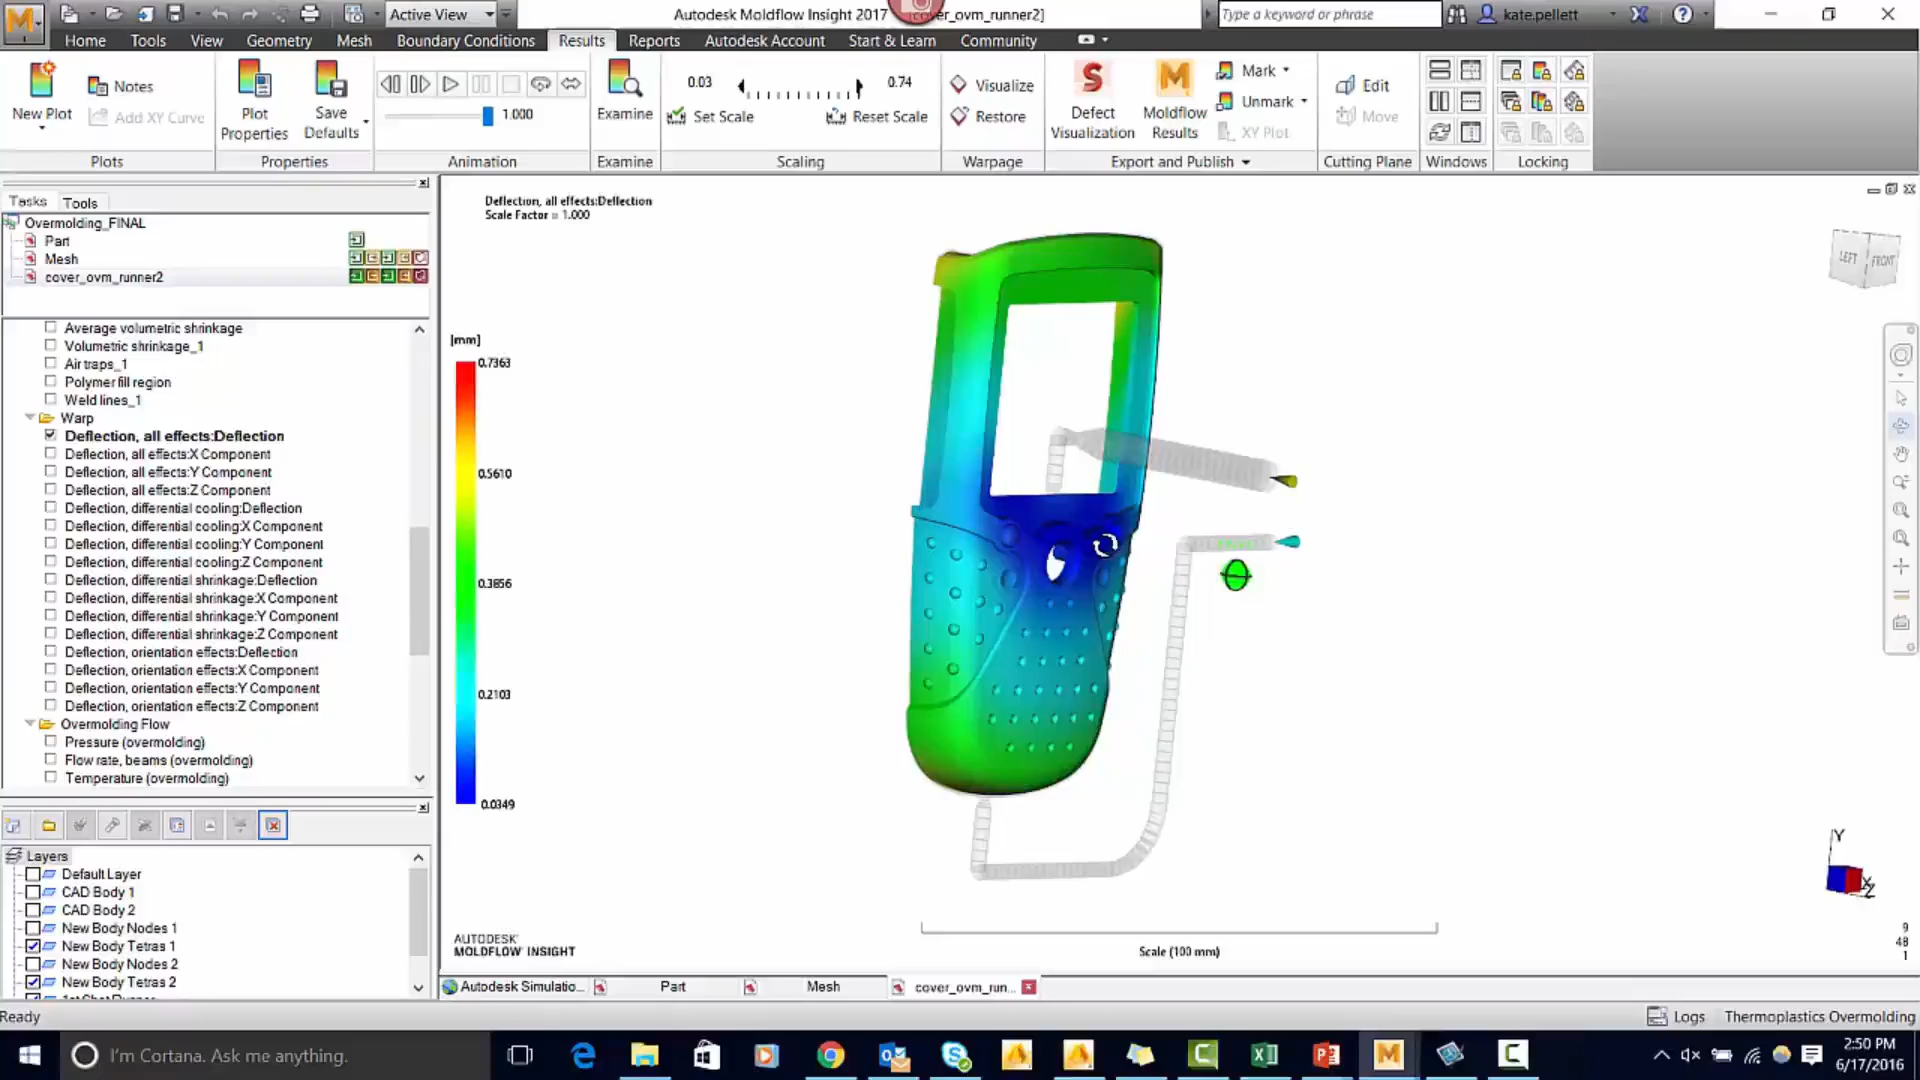 Active View
Autodesk Moldflow Insight 2017
cover_ovm_runner2]
Type a keyword or phrase
kate.pellett
Home
Tools
View
Geometry
Mesh
Boundary Conditions
Results
Reports
Autodesk Account
Start & Learn
Community
New Plot
Notes
Add XY Curve
Plot Properties
Save Defaults
1.000
Examine
0.03
0.74
Set Scale
Reset Scale
Visualize
Restore
Defect Visualization
Moldflow Results
Mark
Unmark
XY Plot
Edit
Move
Plots
Properties
Animation
Examine
Scaling
Warpage
Export and Publish
Cutting Plane
Windows
Locking
Tasks
Tools
Overmolding_FINAL
Part
Mesh
cover_ovm_runner2
Average volumetric shrinkage
Volumetric shrinkage_1
Air traps_1
Polymer fill region
Weld lines_1
Warp
Deflection, all effects:Deflection
Deflection, all effects:X Component
Deflection, all effects:Y Component
Deflection, all effects:Z Component
Deflection, differential cooling:Deflection
Deflection, differential cooling:X Component
Deflection, differential cooling:Y Component
Deflection, differential cooling:Z Component
Deflection, differential shrinkage:Deflection
Deflection, differential shrinkage:X Component
Deflection, differential shrinkage:Y Component
Deflection, differential shrinkage:Z Component
Deflection, orientation effects:Deflection
Deflection, orientation effects:X Component
Deflection, orientation effects:Y Component
Deflection, orientation effects:Z Component
Overmolding Flow
Pressure (overmolding)
Flow rate, beams (overmolding)
Temperature (overmolding)
Layers
Default Layer
CAD Body 1
CAD Body 2
New Body Nodes 1
New Body Tetras 1
New Body Nodes 2
New Body Tetras 2
Deflection, all effects:Deflection
Scale Factor = 1.000
[mm]
0.7363
0.5610
0.3856
0.2103
0.0349
LEFT
FRONT
Y
X
Z
9
48
1
AUTODESK
MOLDFLOW INSIGHT
Scale (100 mm)
Autodesk Simulatio...
Part
Mesh
cover_ovm_run...
Ready
Logs
Thermoplastics Overmolding
I'm Cortana. Ask me anything.
2:50 PM
6/17/2016